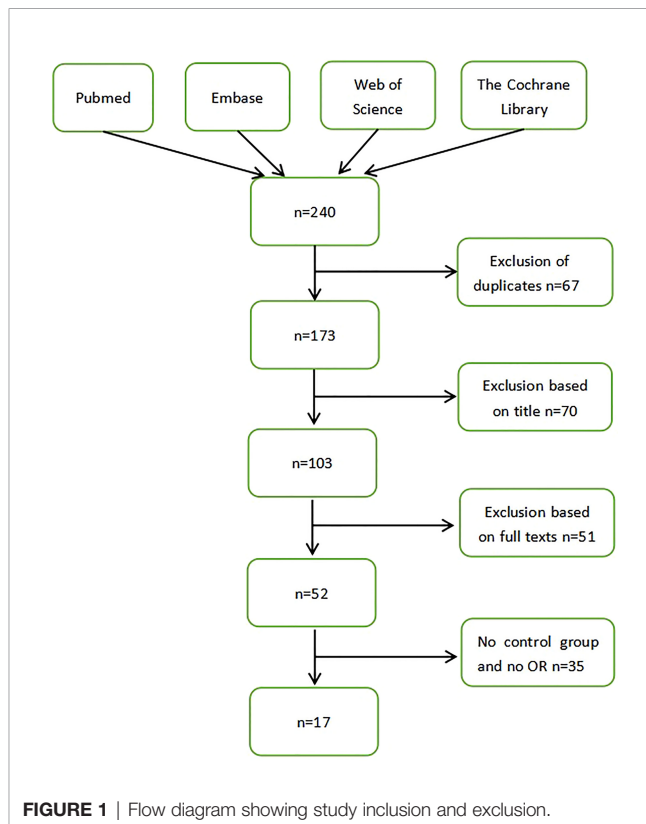 Pubmed
Embase
Web of
Science
The Cochrane
Library
n=240
Exclusion of
duplicates n=67
n=173
Exclusion based
on title n=70
n=103
Exclusion based
on full texts n=51
n=52
No control group
and no OR n=35
n=17
FIGURE 1 | Flow diagram showing study inclusion and exclusion.